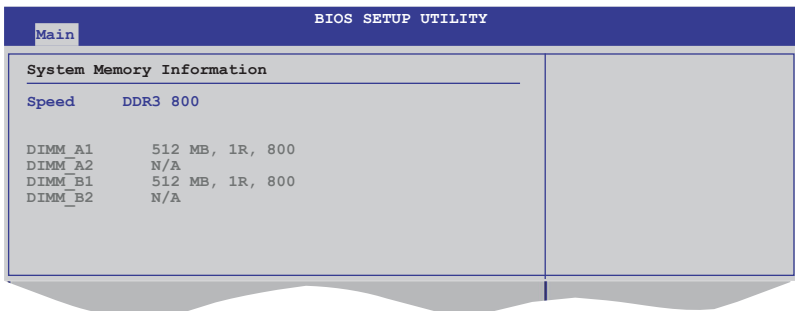 BIOS SETUP UTILITY
Main
System Memory Information
Speed DDR3 800
DIMM_A1 512 MB, 1R, 800
DIMM_A2 N/A
DIMM_B1 512 MB, 1R, 800
DIMM_B2 N/A